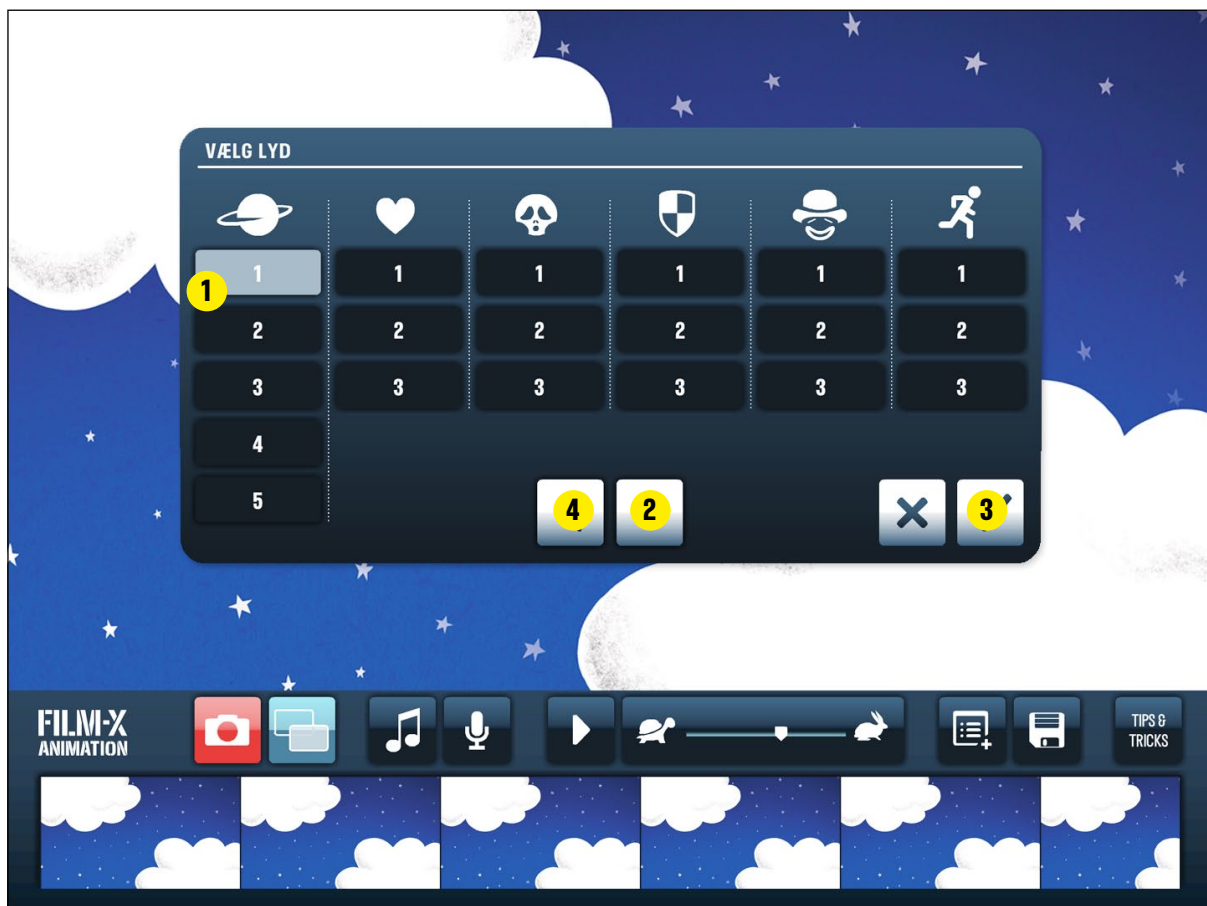 VÆLG LYD
1 1 1 1 1 1
1
2 2 2 2 2 2
3 3 3 3 3 3
4
5
4 2 3
FILM-X
ANIMATION
TIPS &
TRICKS